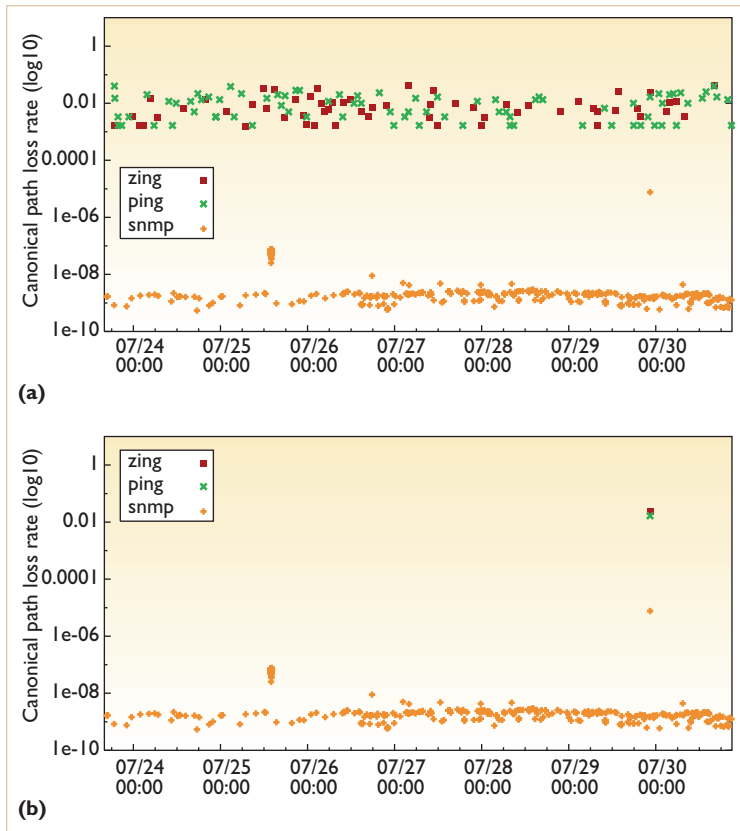 Canonical path loss rate (log10)
1
0.01
0.0001
1e-06
1e-08
1e-10
zing
ping
snmp
07/24 07/25 07/26 07/27 07/28 07/29 07/30
00:00 00:00 00:00 00:00 00:00 00:00 00:00
(a)
Canonical path loss rate (log10)
1
0.01
0.0001
1e-06
1e-08
1e-10
zing
ping
snmp
07/24 07/25 07/26 07/27 07/28 07/29 07/30
00:00 00:00 00:00 00:00 00:00 00:00 00:00
(b)